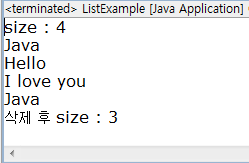 <terminated> ListExample [Java Application]
size : 4
Java
Hello
I love you
Java
삭제 후 size : 3